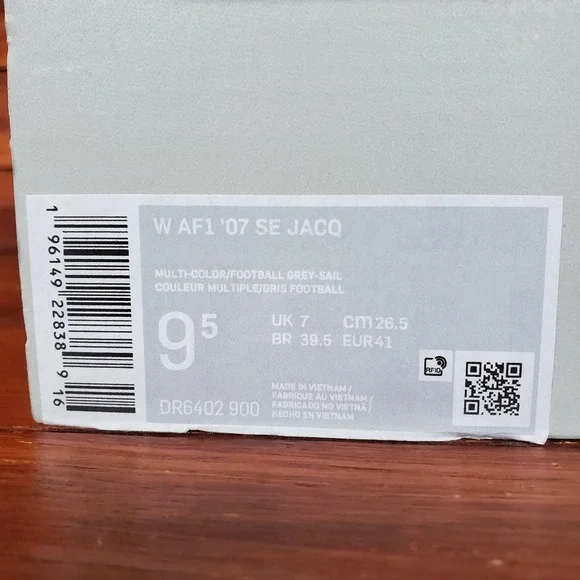 W AF1 '07 SE JACQ
MULTI-COLOR/FOOTBALL GREY-SAIL
COULEUR MULTIPLE/GRIS FOOTBALL
9⁵
UK 7 cm 26.5
BR 39.5 EUR 41
DR6402 900
MADE IN VIETNAM /
FABRIQUE AU VIETNAM /
FABRICADO NO VIETNÃ /
HECHO EN VIETNAM
RFID
1 96149 22838 9 16